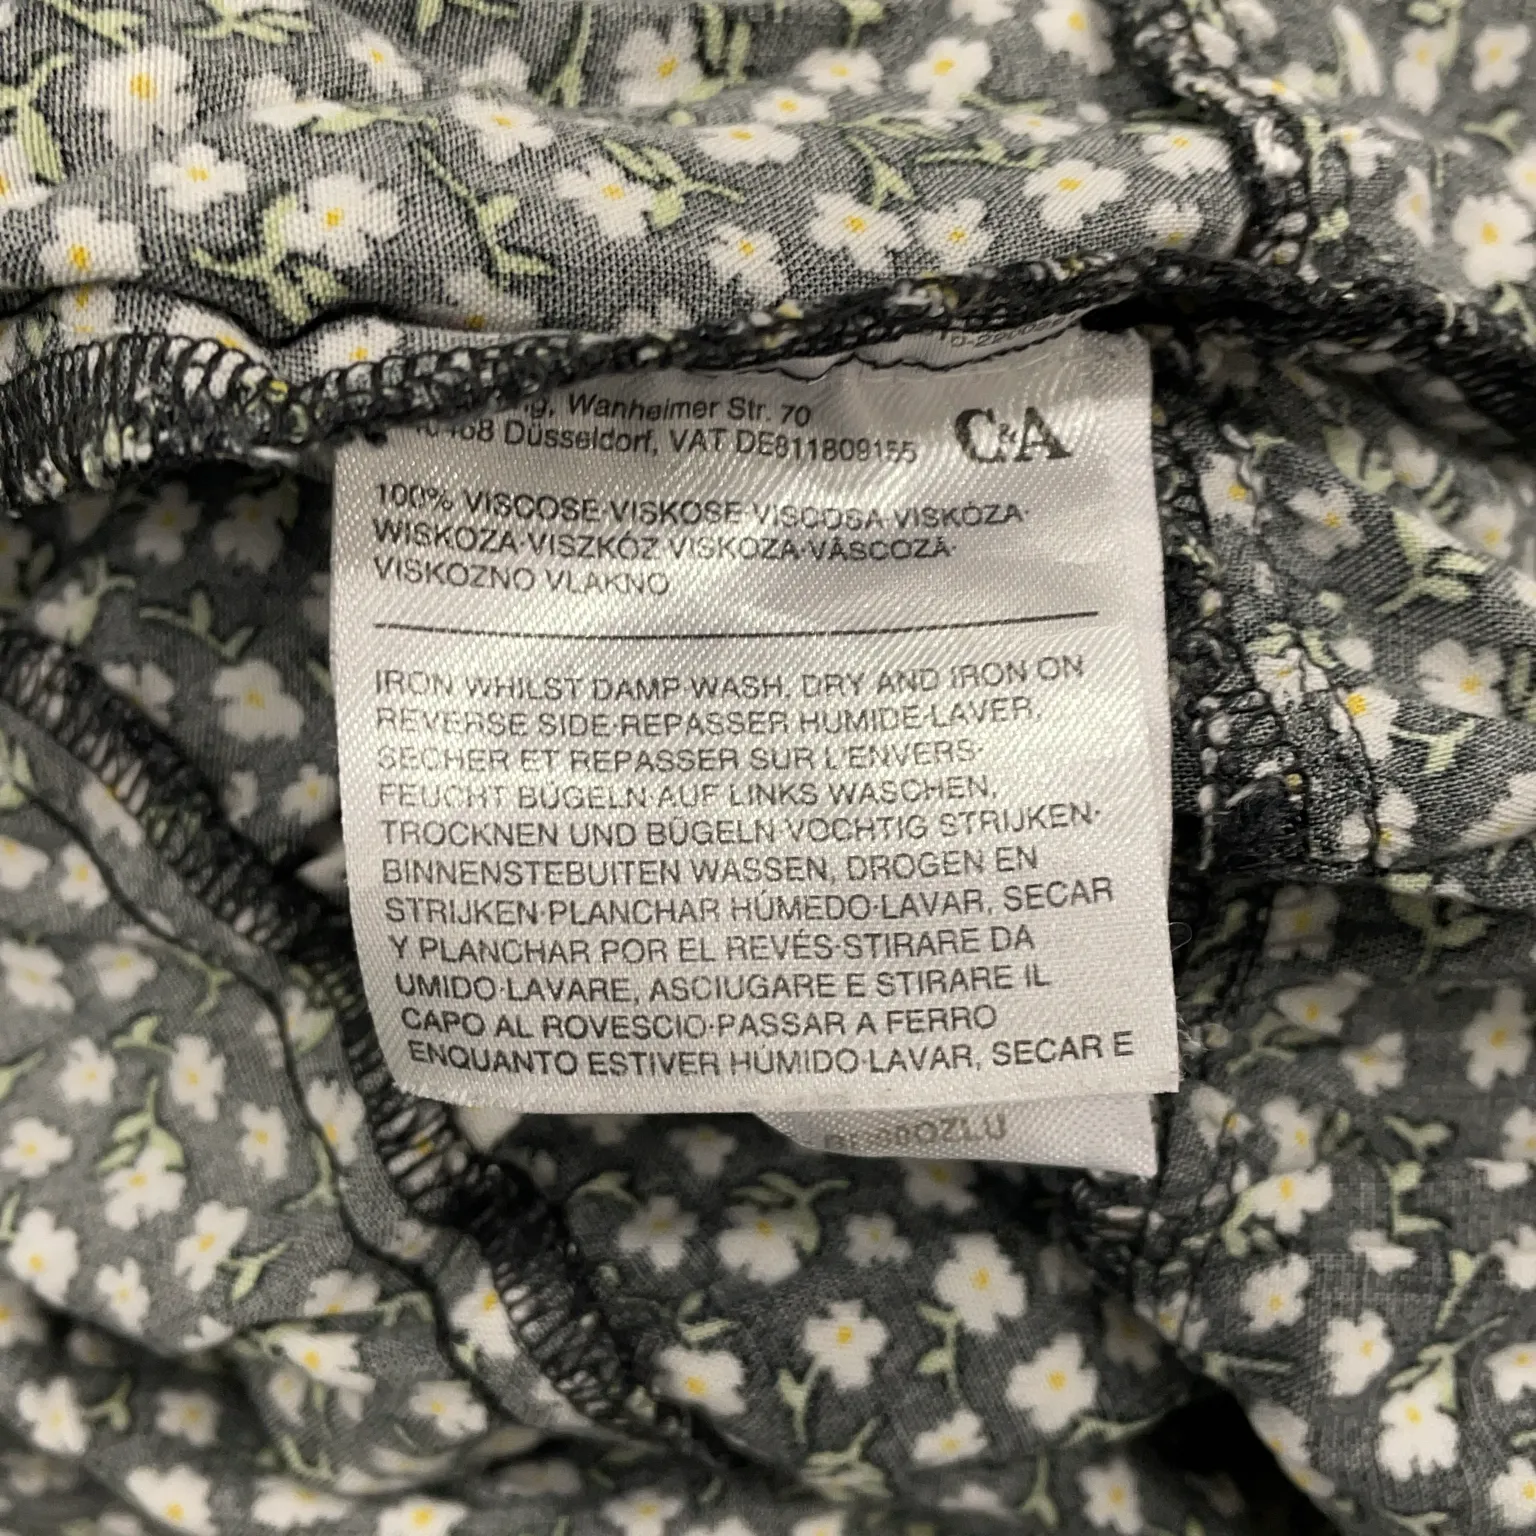 Wanheimer Str. 70
Düsseldorf, VAT DE811809155
C&A
100% VISCOSE·VISKOSE·VISCOSA·VISKÓZA·
WISKOZA·VISZKÓZ·VISKOZA·VÂSCOZÃ·
VISKOZNO VLAKNO
IRON WHILST DAMP·WASH, DRY AND IRON ON
REVERSE SIDE·REPASSER HUMIDE·LAVER,
SECHER ET REPASSER SUR L'ENVERS·
FEUCHT BÜGELN·AUF LINKS WASCHEN,
TROCKNEN UND BÜGELN·VOCHTIG STRIJKEN·
BINNENSTEBUITEN WASSEN, DROGEN EN
STRIJKEN·PLANCHAR HÚMEDO·LAVAR, SECAR
Y PLANCHAR POR EL REVÉS·STIRARE DA
UMIDO·LAVARE, ASCIUGARE E STIRARE IL
CAPO AL ROVESCIO·PASSAR A FERRO
ENQUANTO ESTIVER HÚMIDO·LAVAR, SECAR E